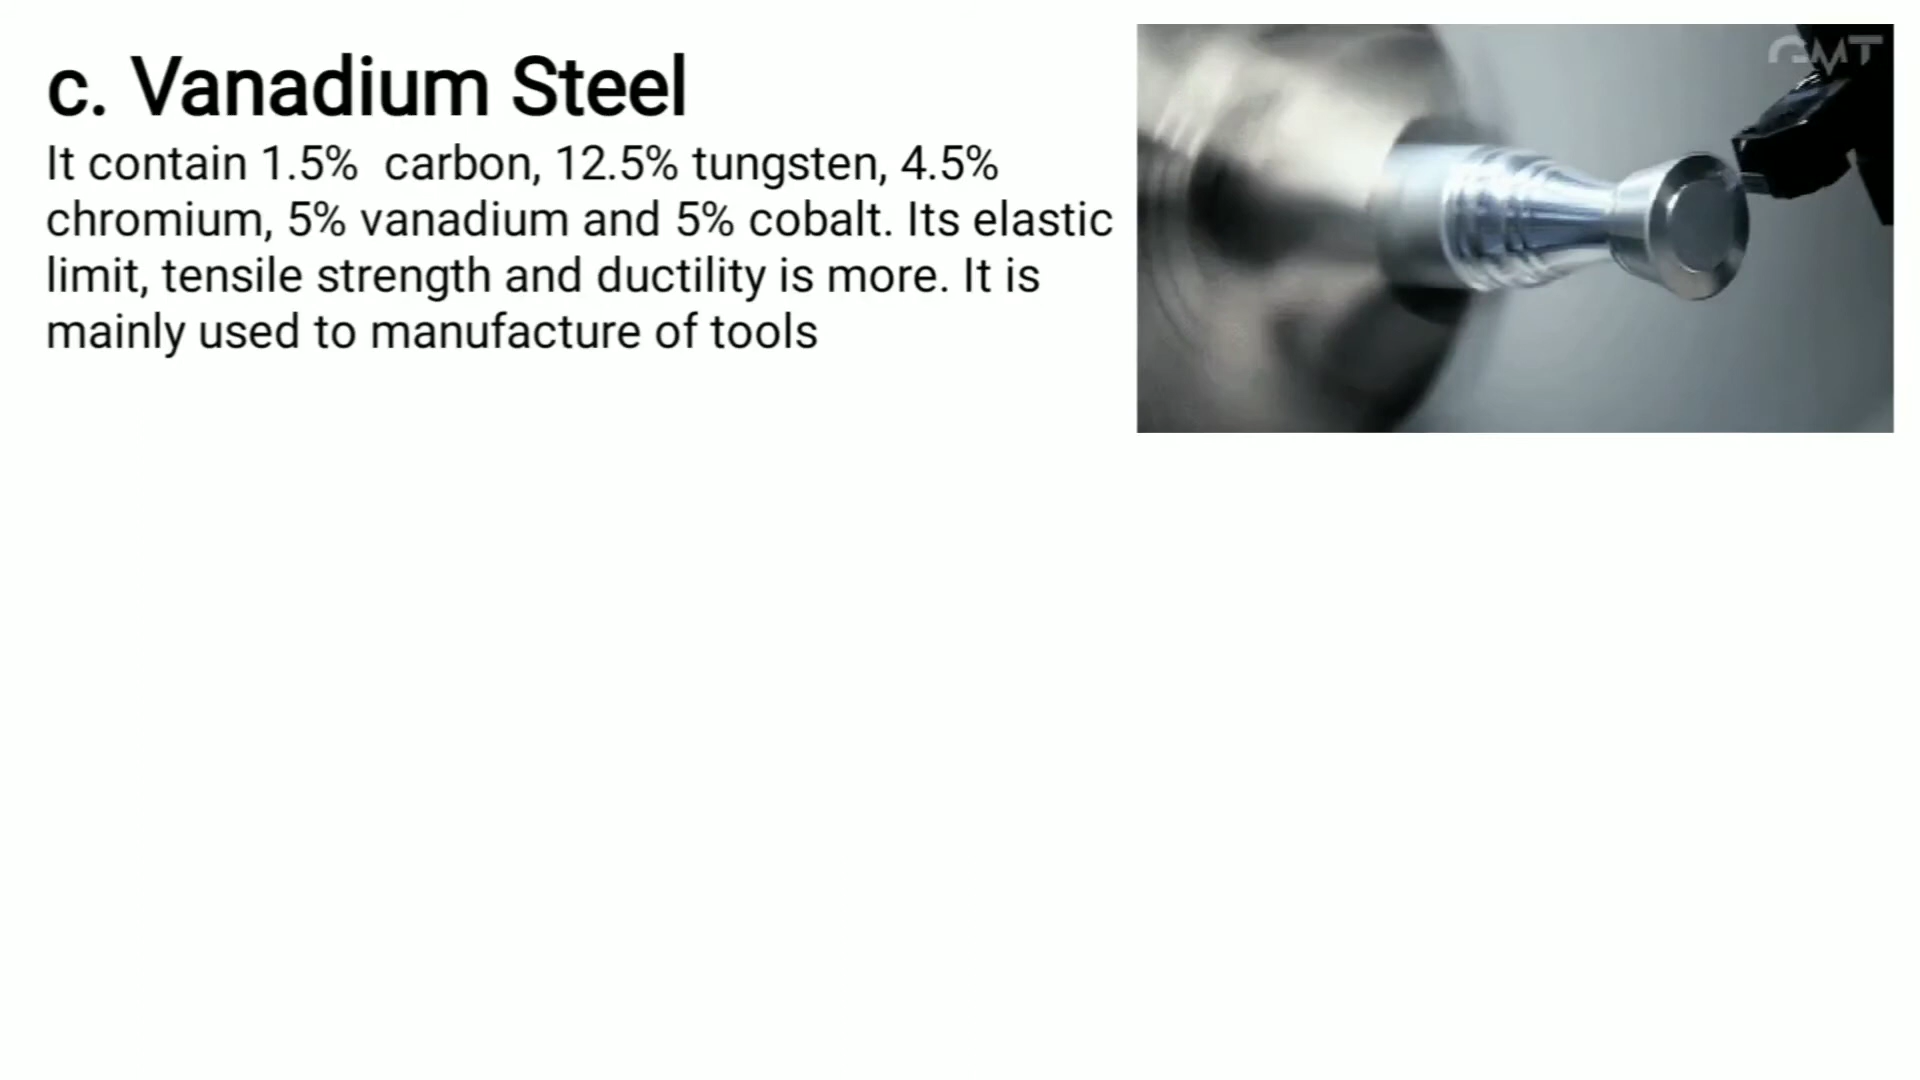 c. Vanadium Steel
It contain 1.5%  carbon, 12.5% tungsten, 4.5%
chromium, 5% vanadium and 5% cobalt. Its elastic
limit, tensile strength and ductility is more. It is
mainly used to manufacture of tools
GMT